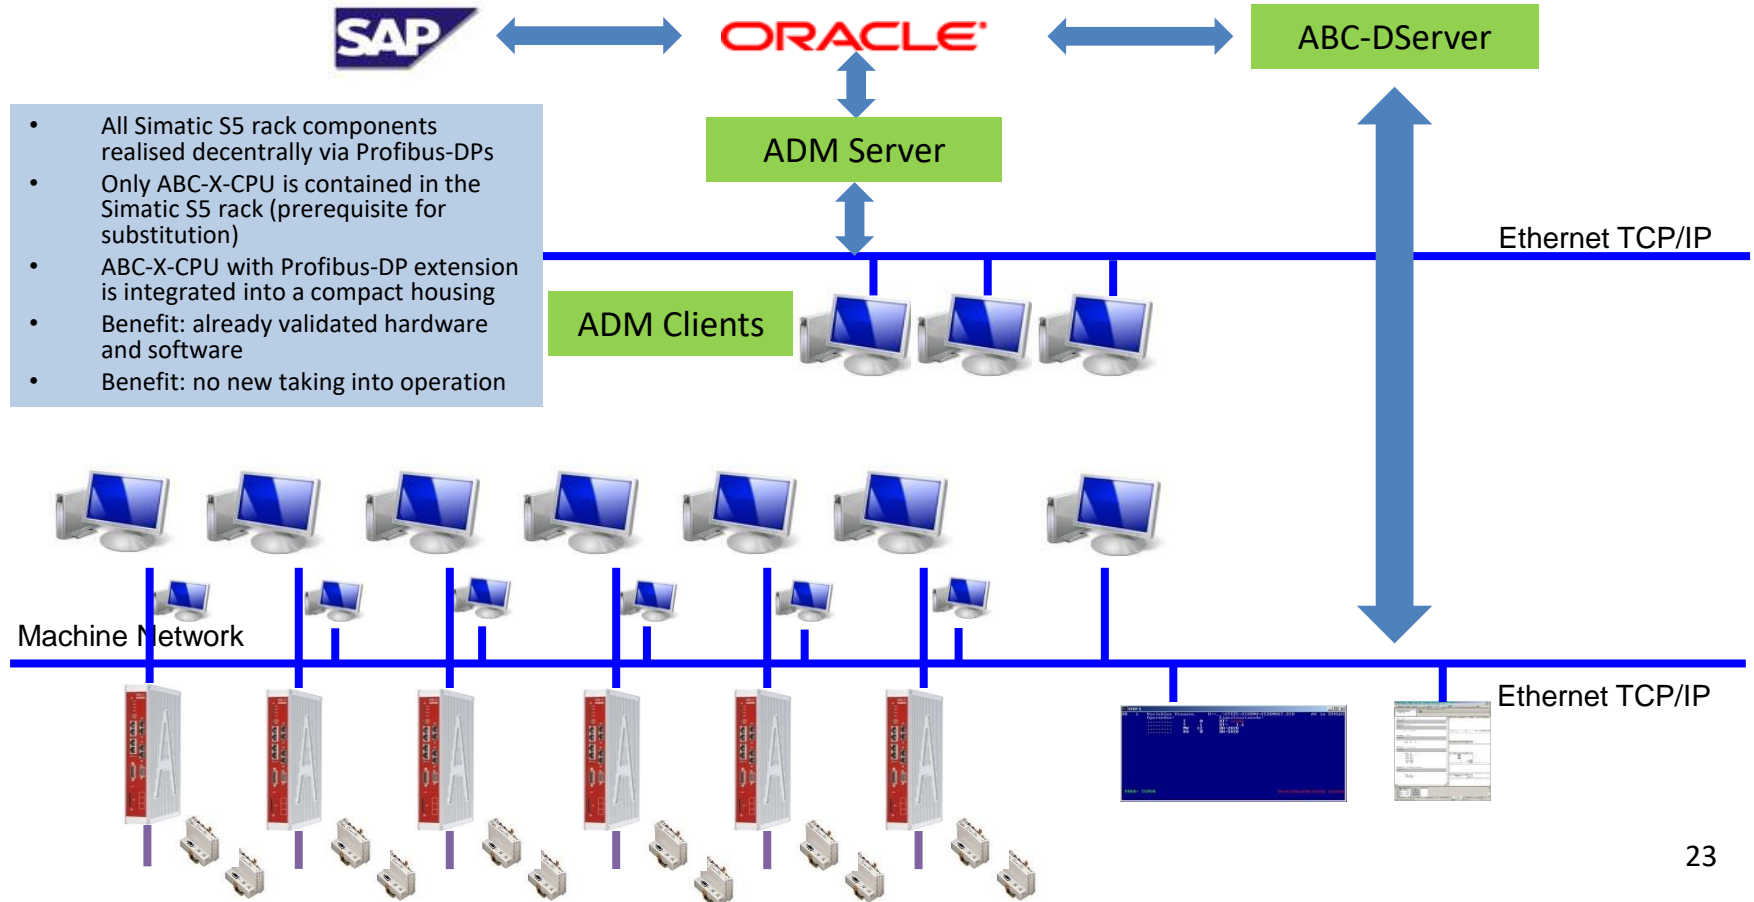 SAP
ORACLE
ABC-DServer
• All Simatic S5 rack components
realised decentrally via Profibus-DPs
• Only ABC-X-CPU is contained in the
Simatic S5 rack (prerequisite for
substitution)
• ABC-X-CPU with Profibus-DP extension
is integrated into a compact housing
• Benefit: already validated hardware
and software
• Benefit: no new taking into operation
ADM Server
Ethernet TCP/IP
ADM Clients
Machine Network
Ethernet TCP/IP
A
A
A
A
A
A
23